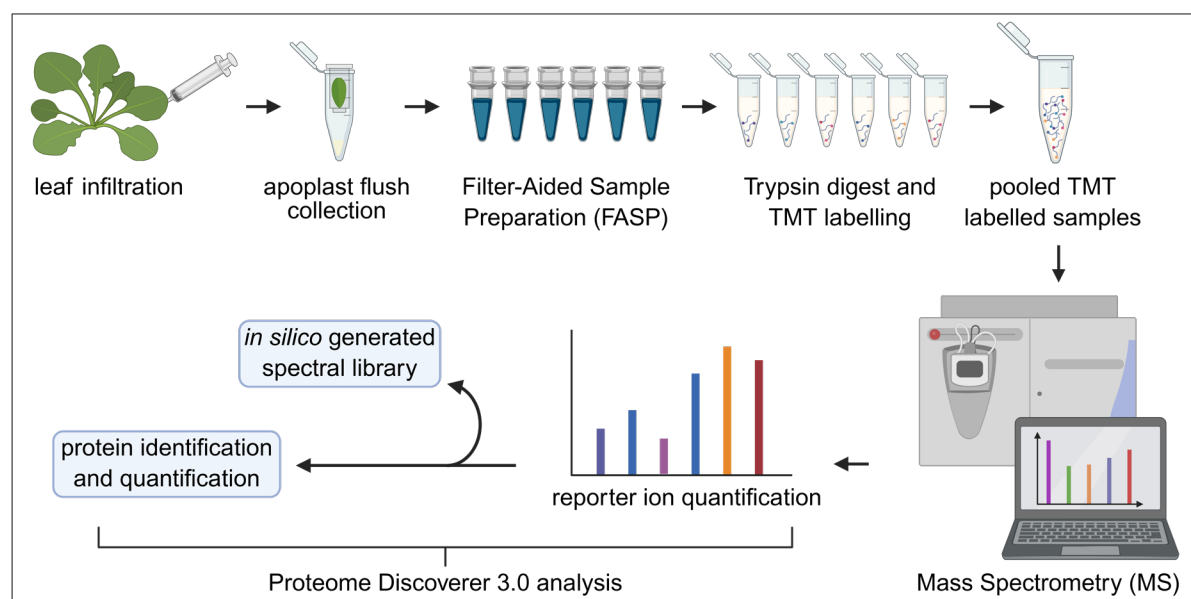 leaf infiltration
apoplast flush
collection
Filter-Aided Sample
Preparation (FASP)
Trypsin digest and
TMT labelling
pooled TMT
labelled samples
in silico generated
spectral library
protein identification
and quantification
reporter ion quantification
Proteome Discoverer 3.0 analysis
Mass Spectrometry (MS)